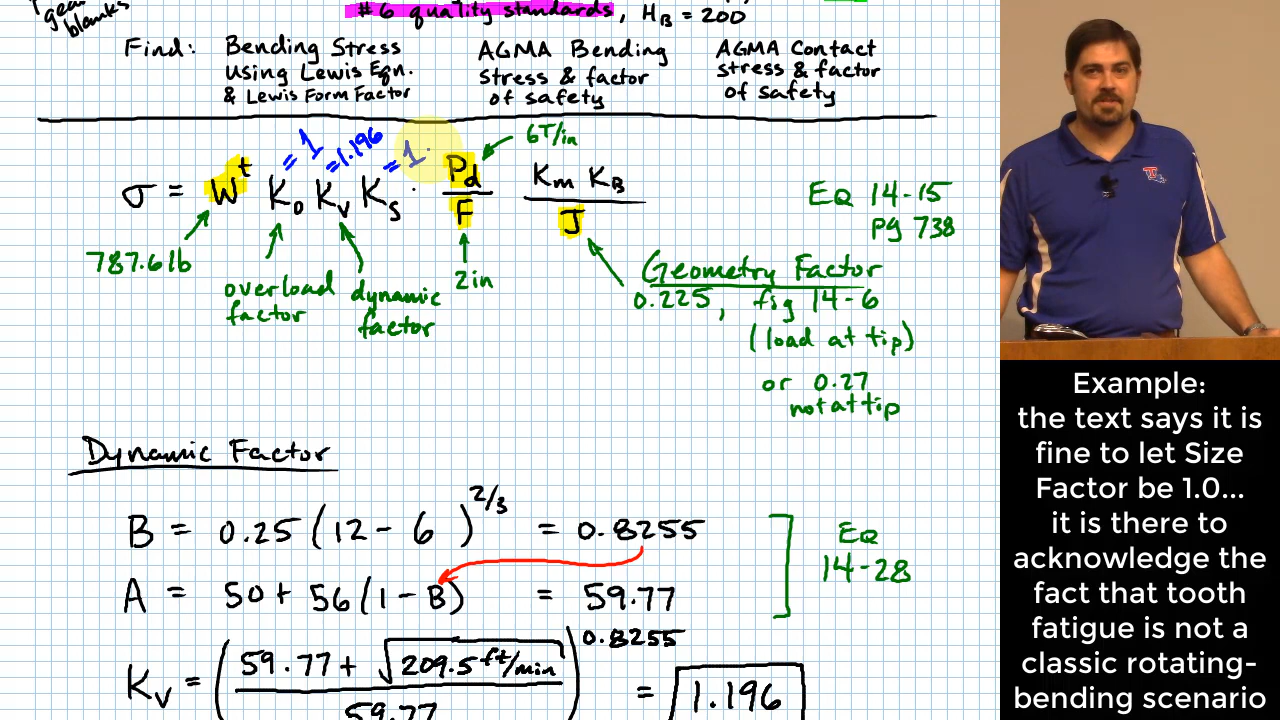 gear
blanks
#6 quality standards, HB = 200
Find: Bending Stress using Lewis Eqn. & Lewis Form Factor
AGMA Bending stress & factor of safety
AGMA Contact stress & factor of safety
= 1 = 1.196 = 1.
6T/in
σ = W^t K_o K_v K_s · P_d / F K_m K_B / J
EQ 14-15
pg 738
787.6 lb
overload factor
dynamic factor
2in
Geometry Factor
0.225, fig 14-6
(load at tip)
or 0.27
not at tip
Dynamic Factor
B = 0.25 (12 - 6)^2/3 = 0.8255
A = 50 + 56 (1 - B) = 59.77
EQ
14-28
K_v = (59.77 + √209.5 ft/min / 59.77)^0.8255 = 1.196
Example:
the text says it is
fine to let Size
Factor be 1.0...
it is there to
acknowledge the
fact that tooth
fatigue is not a
classic rotating-
bending scenario